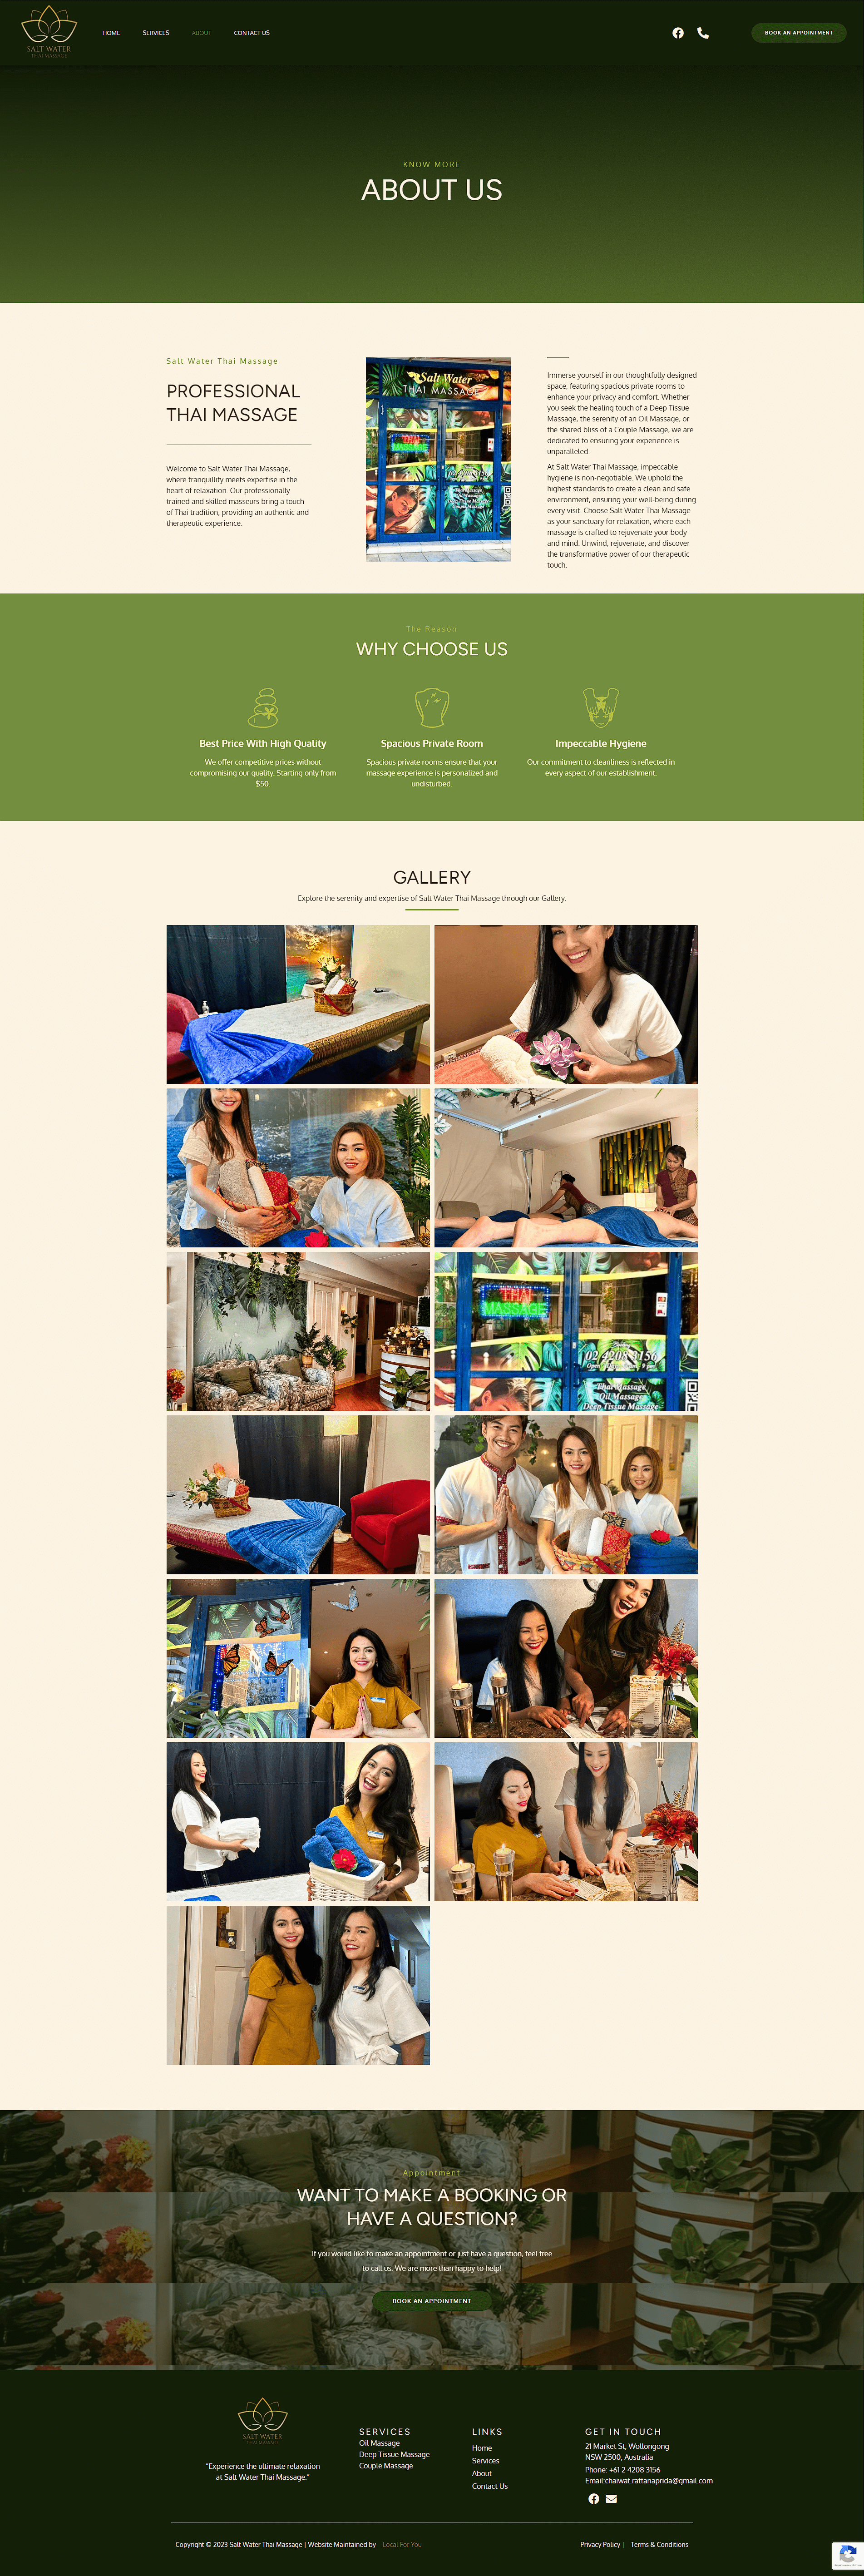 SALT WATER
THAI MASSAGE
HOME
SERVICES
ABOUT
CONTACT US
BOOK AN APPOINTMENT
KNOW MORE
ABOUT US
Salt Water Thai Massage
PROFESSIONAL
THAI MASSAGE
Welcome to Salt Water Thai Massage,
where tranquillity meets expertise in the
heart of relaxation. Our professionally
trained and skilled masseurs bring a touch
of Thai tradition, providing an authentic and
therapeutic experience.
Salt Water
THAI MASSAGE
THAI
MASSAGE
Immerse yourself in our thoughtfully designed
space, featuring spacious private rooms to
enhance your privacy and comfort. Whether
you seek the healing touch of a Deep Tissue
Massage, the serenity of an Oil Massage, or
the shared bliss of a Couple Massage, we are
dedicated to ensuring your experience is
unparalleled.
At Salt Water Thai Massage, impeccable
hygiene is non-negotiable. We uphold the
highest standards to create a clean and safe
environment, ensuring your well-being during
every visit. Choose Salt Water Thai Massage
as your sanctuary for relaxation, where each
massage is crafted to rejuvenate your body
and mind. Unwind, rejuvenate, and discover
the transformative power of our therapeutic
touch.
The Reason
WHY CHOOSE US
Best Price With High Quality
We offer competitive prices without
compromising our quality. Starting only from
$50.
Spacious Private Room
Spacious private rooms ensure that your
massage experience is personalized and
undisturbed.
Impeccable Hygiene
Our commitment to cleanliness is reflected in
every aspect of our establishment.
GALLERY
Explore the serenity and expertise of Salt Water Thai Massage through our Gallery.
THAI
MASSAGE
02 4208 3156
Thai Massage
Oil Massage
Deep Tissue Massage
Appointment
WANT TO MAKE A BOOKING OR
HAVE A QUESTION?
If you would like to make an appointment or just have a question, feel free
to call us. We are more than happy to help!
BOOK AN APPOINTMENT
SALT WATER
THAI MASSAGE
"Experience the ultimate relaxation
at Salt Water Thai Massage."
SERVICES
Oil Massage
Deep Tissue Massage
Couple Massage
LINKS
Home
Services
About
Contact Us
GET IN TOUCH
21 Market St, Wollongong
NSW 2500, Australia
Phone: +61 2 4208 3156
Email:chaiwat.rattanaprida@gmail.com
Copyright © 2023 Salt Water Thai Massage | Website Maintained by Local For You
Privacy Policy | Terms & Conditions